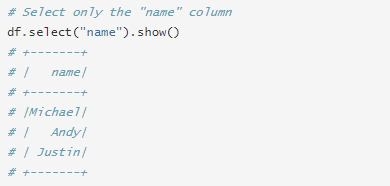 # Select only the "name" column
df.select("name").show()
# +-------+
# |   name|
# +-------+
# |Michael|
# |   Andy|
# | Justin|
# +-------+